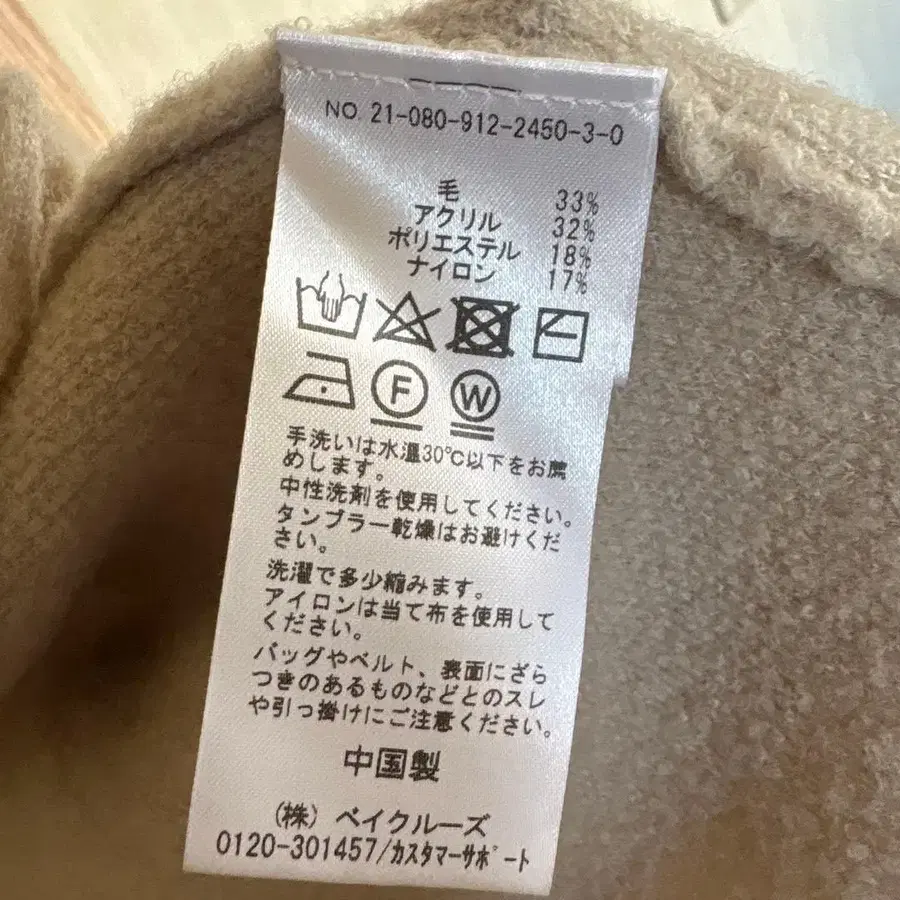 NO. 21-080-912-2450-3-0
毛 33%
アクリル 32%
ポリエステル 18%
ナイロン 17%
F W
手洗いは水温30℃以下をお薦
めします。
中性洗剤を使用してください。
タンブラー乾燥はお避けくだ
さい。
洗濯で多少縮みます。
アイロンは当て布を使用して
ください。
バッグやベルト、表面にざら
つきのあるものなどとのスレ
や引っ掛けにご注意ください。
中国製
(株) ベイクルーズ
0120-301457/カスタマーサポート